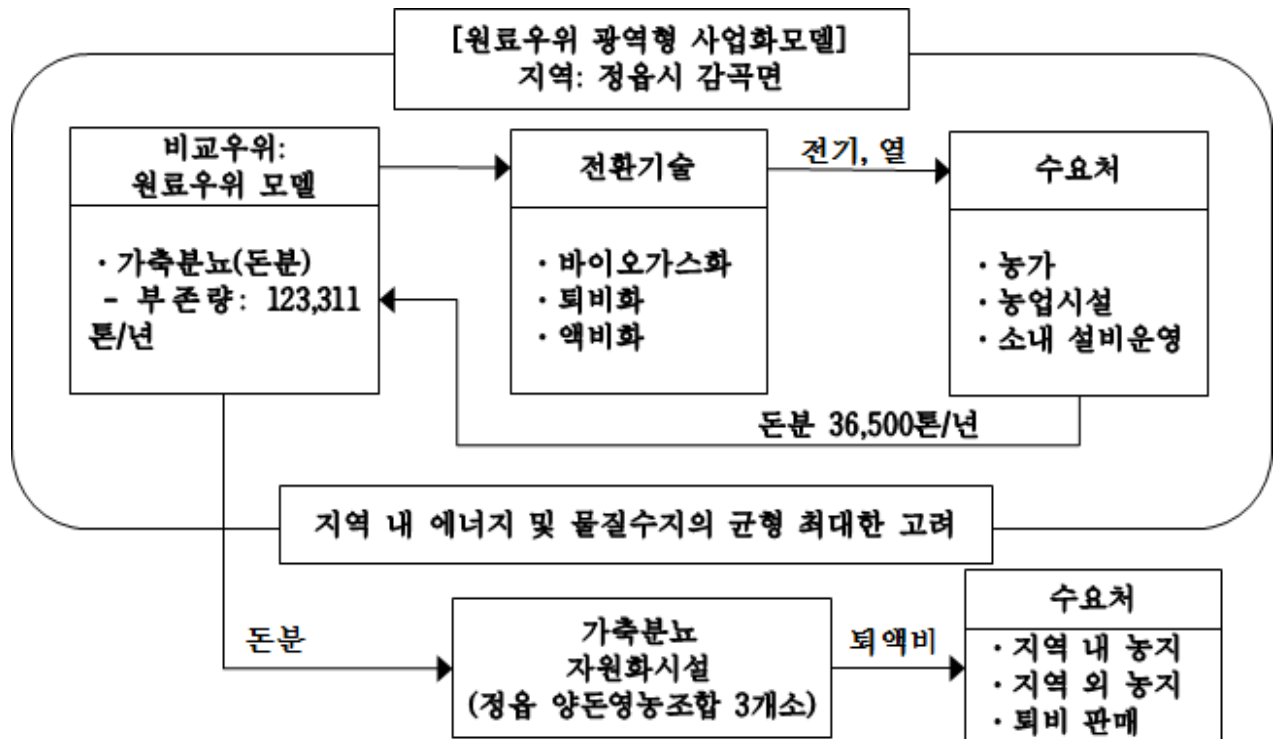 [원료우위 광역형 사업화모델]
지역: 정읍시 감곡면
비교우위:
원료우위 모델
· 가축분뇨(돈분)
- 부존량: 123,311
톤/년
전환기술
· 바이오가스화
· 퇴비화
· 액비화
전기, 열
수요처
· 농가
· 농업시설
· 소내 설비운영
돈분 36,500톤/년
지역 내 에너지 및 물질수지의 균형 최대한 고려
돈분
가축분뇨
자원화시설
(정읍 양돈영농조합 3개소)
퇴액비
수요처
· 지역 내 농지
· 지역 외 농지
· 퇴비 판매